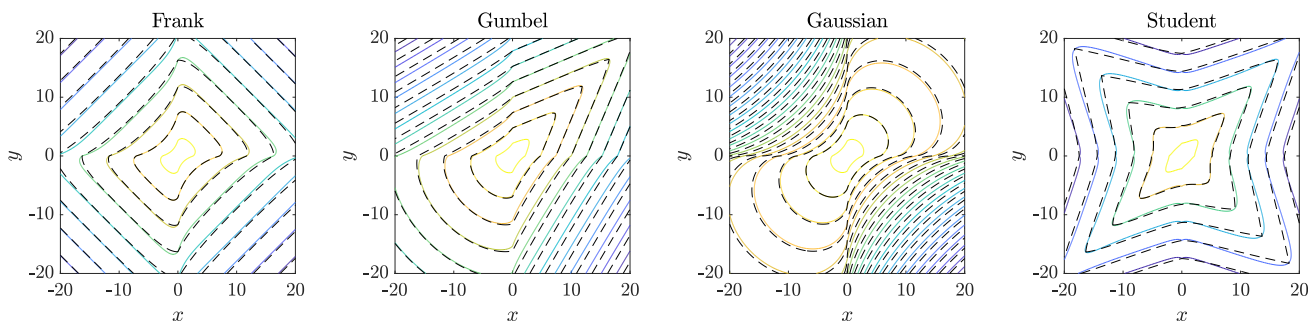 Frank Gumbel Gaussian Student
20 20 20 20
10 10 10 10
y 0 y 0 y 0 y 0
-10 -10 -10 -10
-20 -20 -20 -20
-20 -10 0 10 20 -20 -10 0 10 20 -20 -10 0 10 20 -20 -10 0 10 20
x x x x